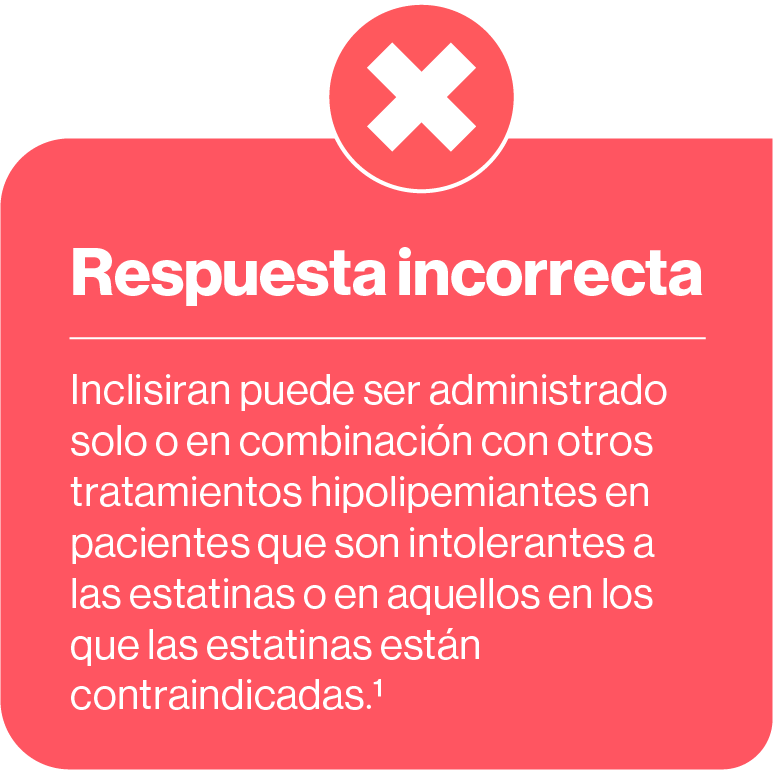 Respuesta incorrecta
Inclisiran puede ser administrado
solo o en combinación con otros
tratamientos hipolipemiantes en
pacientes que son intolerantes a
las estatinas o en aquellos en los
que las estatinas están
contraindicadas.¹